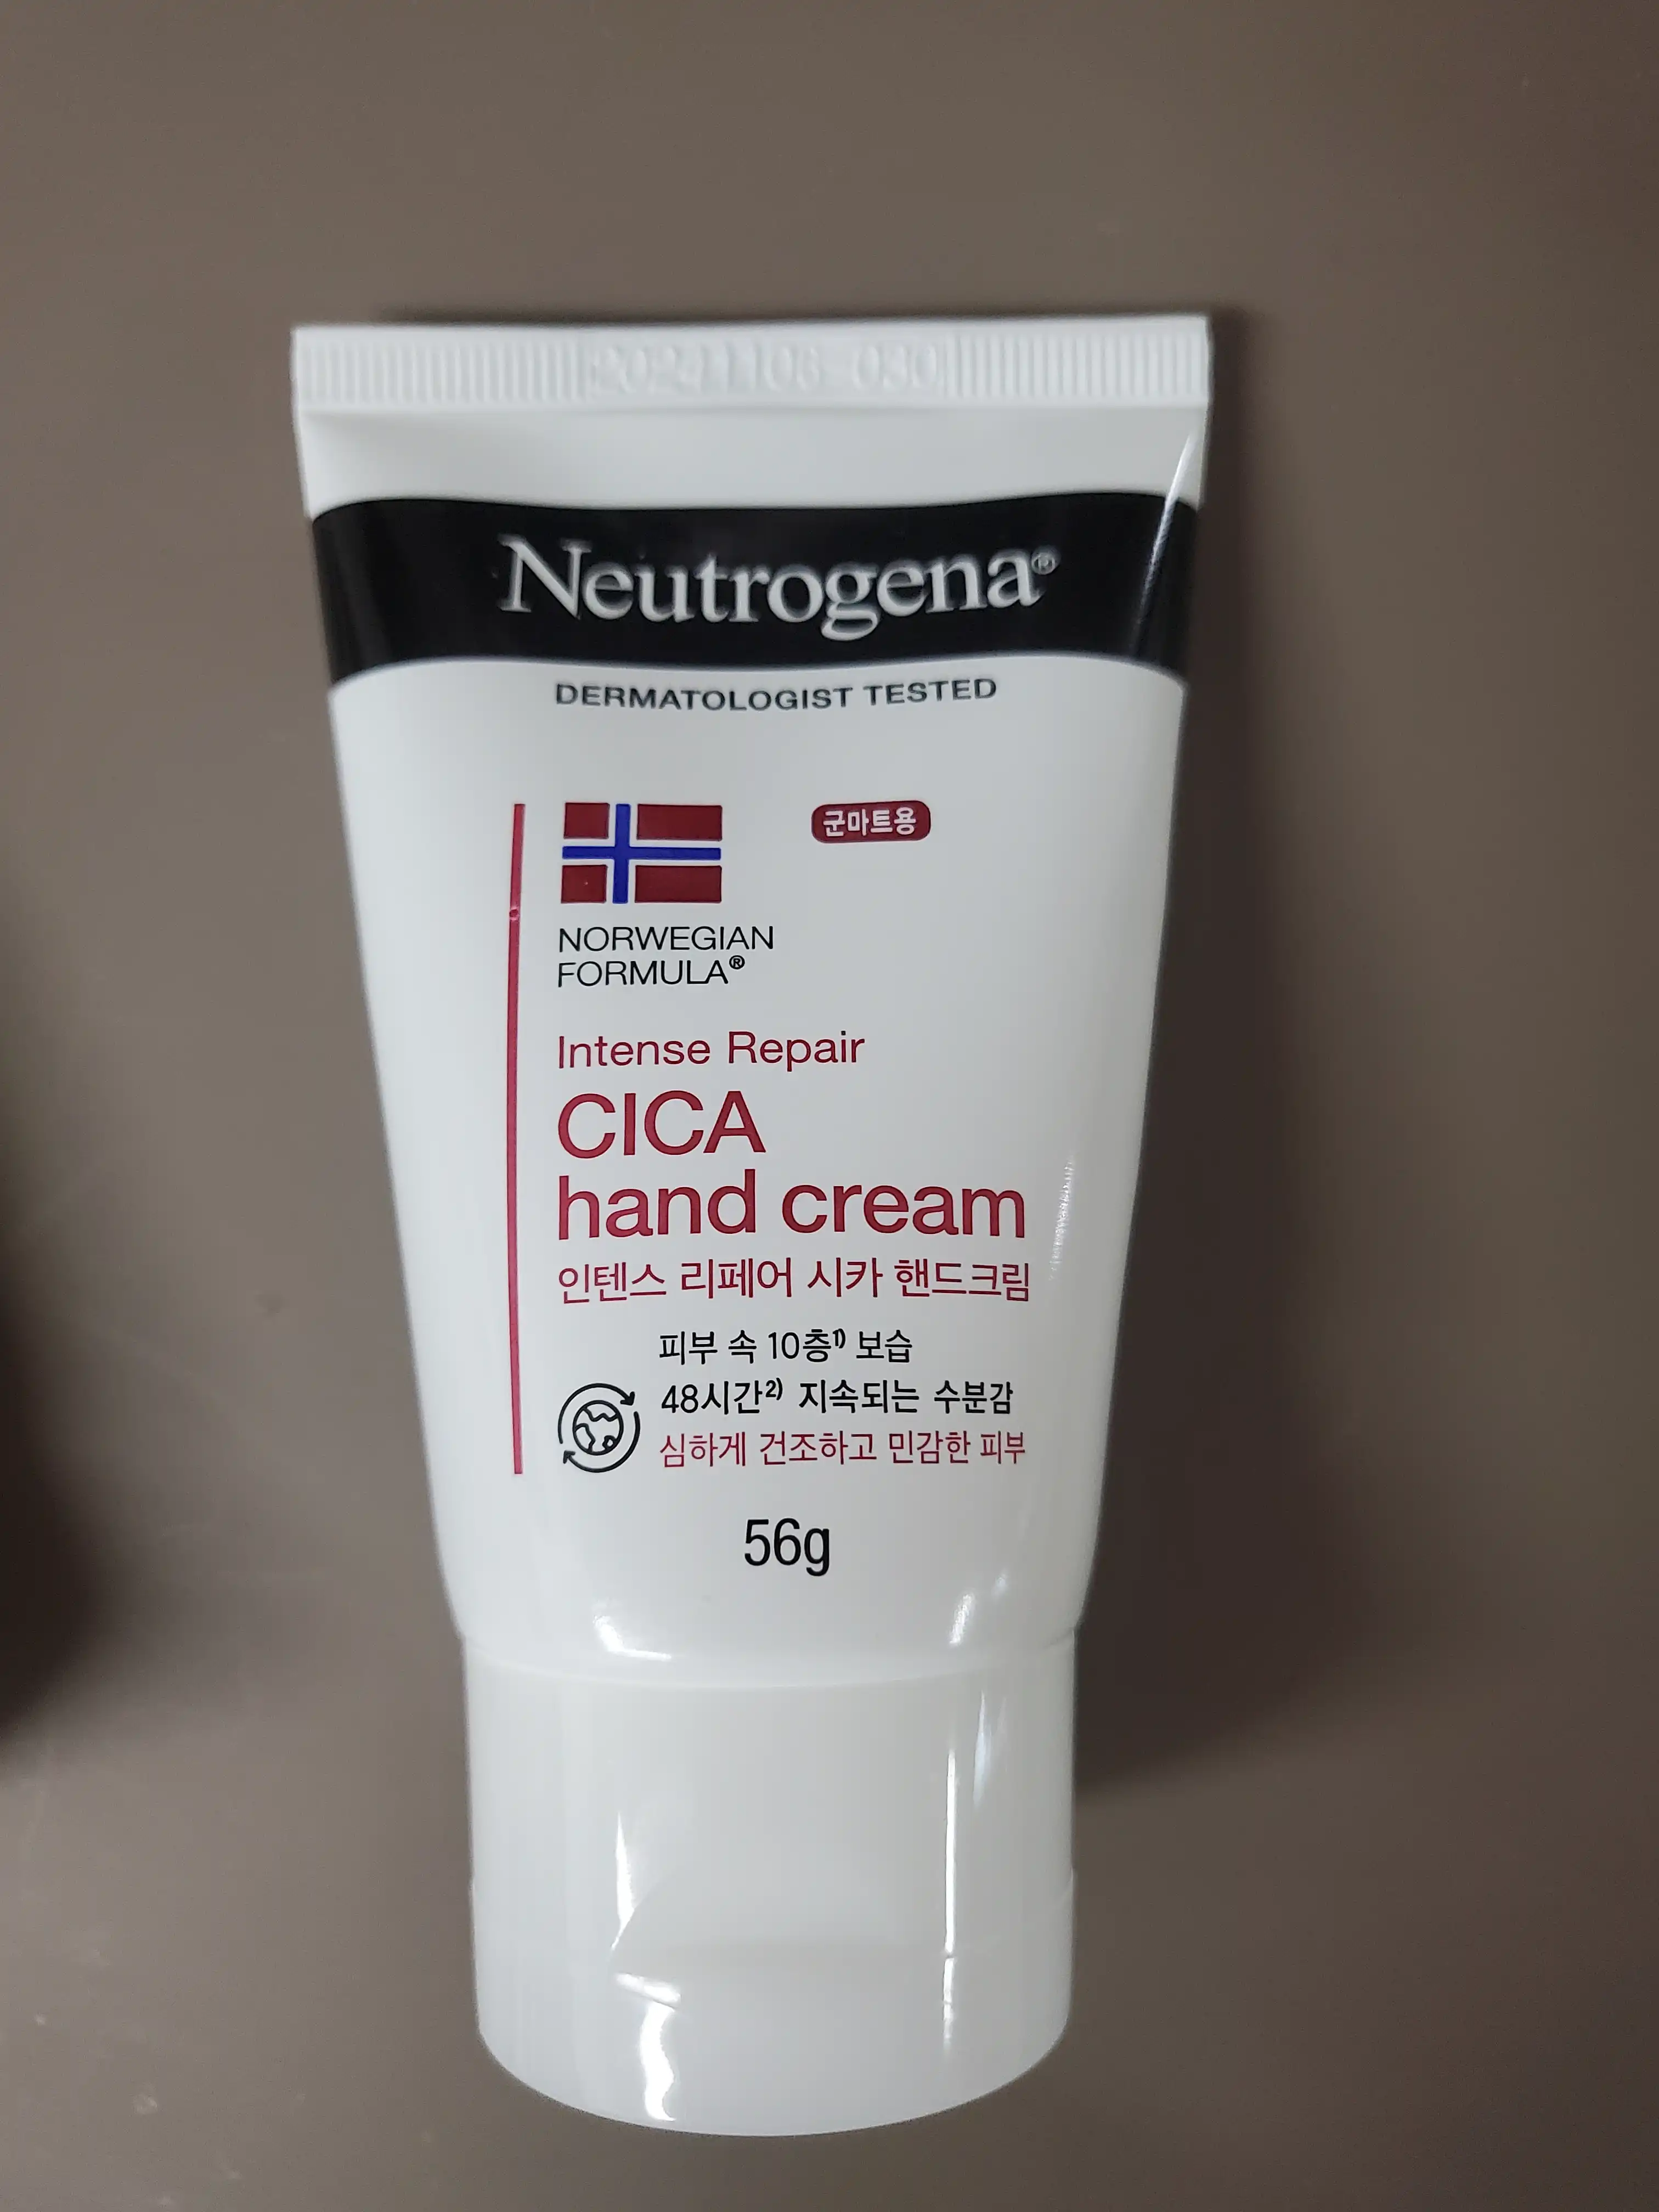 20241106 030
Neutrogena®
DERMATOLOGIST TESTED
군마트용
NORWEGIAN
FORMULA®
Intense Repair
CICA
hand cream
인텐스 리페어 시카 핸드크림
피부 속 10층1) 보습
48시간2) 지속되는 수분감
심하게 건조하고 민감한 피부
56g